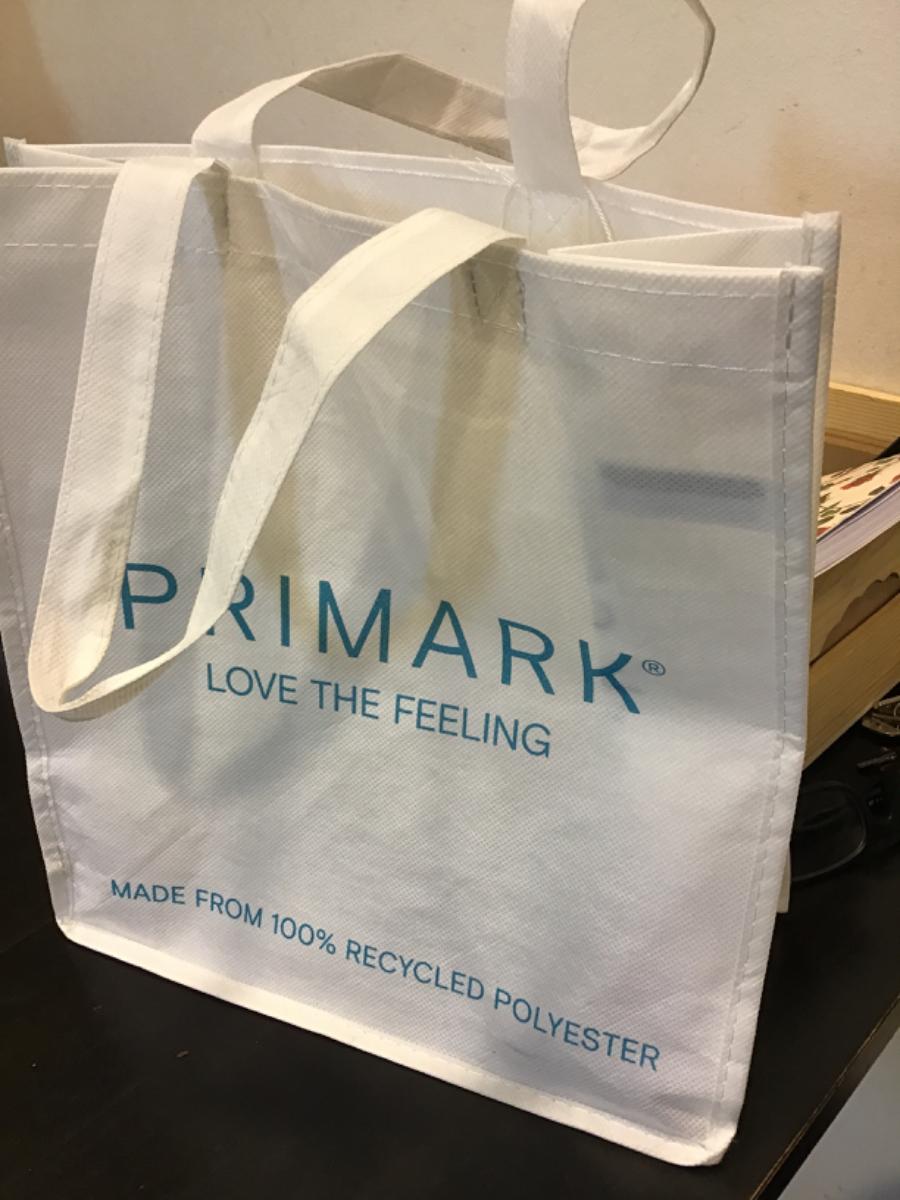 PRIMARK®
LOVE THE FEELING
MADE FROM 100% RECYCLED POLYESTER